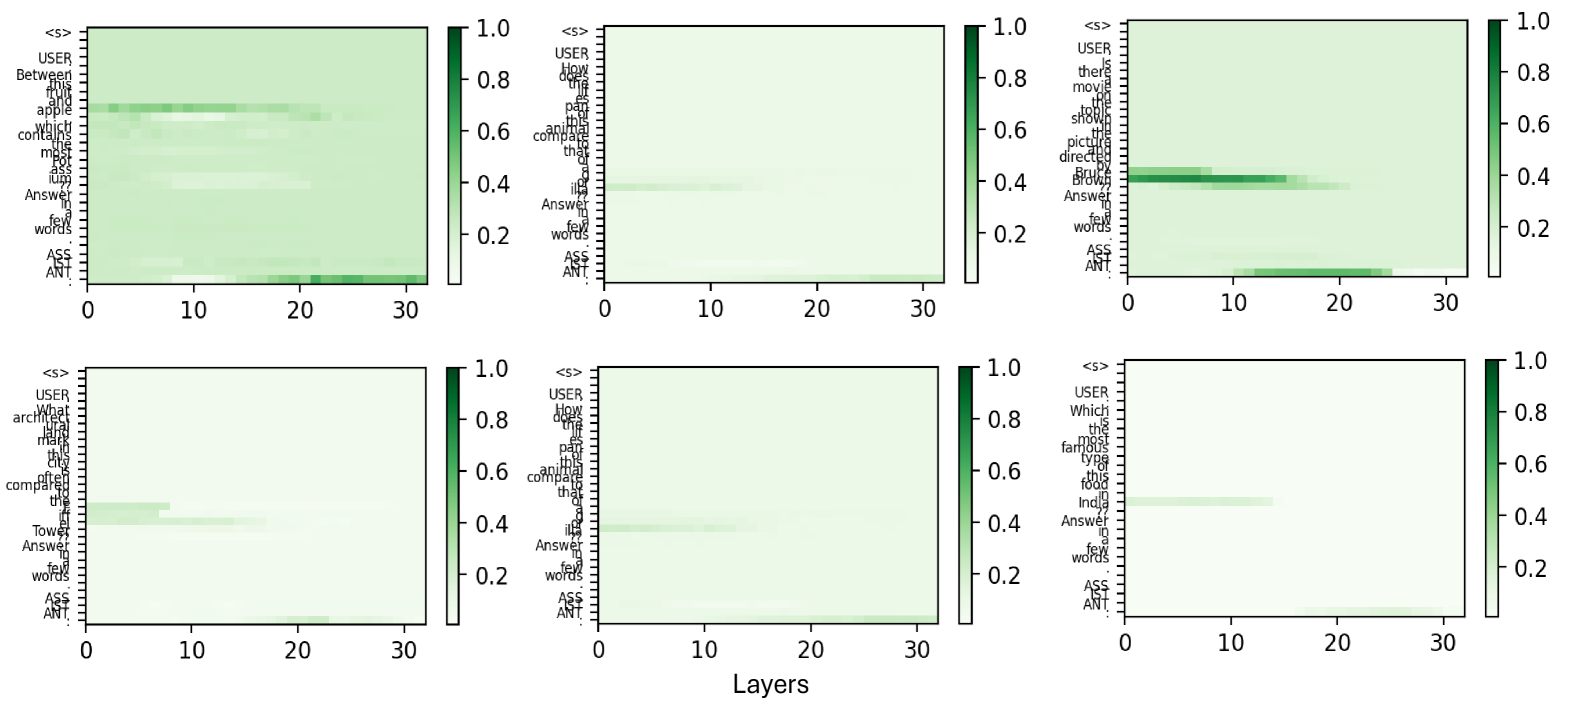 <s>
USER
:
Between
this
fruit
and
apple
which
contains
the
most
Pot
ass
ium
??
Answer
in
a
few
words
.
ASS
IST
ANT
:
0
10
20
30
1.0
0.8
0.6
0.4
0.2
<s>
USER
:
How
does
the
lif
es
pan
of
this
animal
compare
to
that
of
a
g
or
illa
??
Answer
in
a
few
words
.
ASS
IST
ANT
:
0
10
20
30
1.0
0.8
0.6
0.4
0.2
<s>
USER
:
Is
there
a
movie
on
the
topic
shown
in
the
picture
and
directed
by
Bruce
Brown
??
Answer
in
a
few
words
.
ASS
IST
ANT
:
0
10
20
30
1.0
0.8
0.6
0.4
0.2
<s>
USER
:
What
architect
ural
land
mark
in
this
city
is
often
compared
to
the
E
iff
el
Tower
??
Answer
in
a
few
words
.
ASS
IST
ANT
:
0
10
20
30
1.0
0.8
0.6
0.4
0.2
<s>
USER
:
How
does
the
lif
es
pan
of
this
animal
compare
to
that
of
a
g
or
illa
??
Answer
in
a
few
words
.
ASS
IST
ANT
:
0
10
20
30
1.0
0.8
0.6
0.4
0.2
<s>
USER
:
Which
is
the
most
famous
type
of
this
food
in
India
??
Answer
in
a
few
words
.
ASS
IST
ANT
:
0
10
20
30
1.0
0.8
0.6
0.4
0.2
Layers